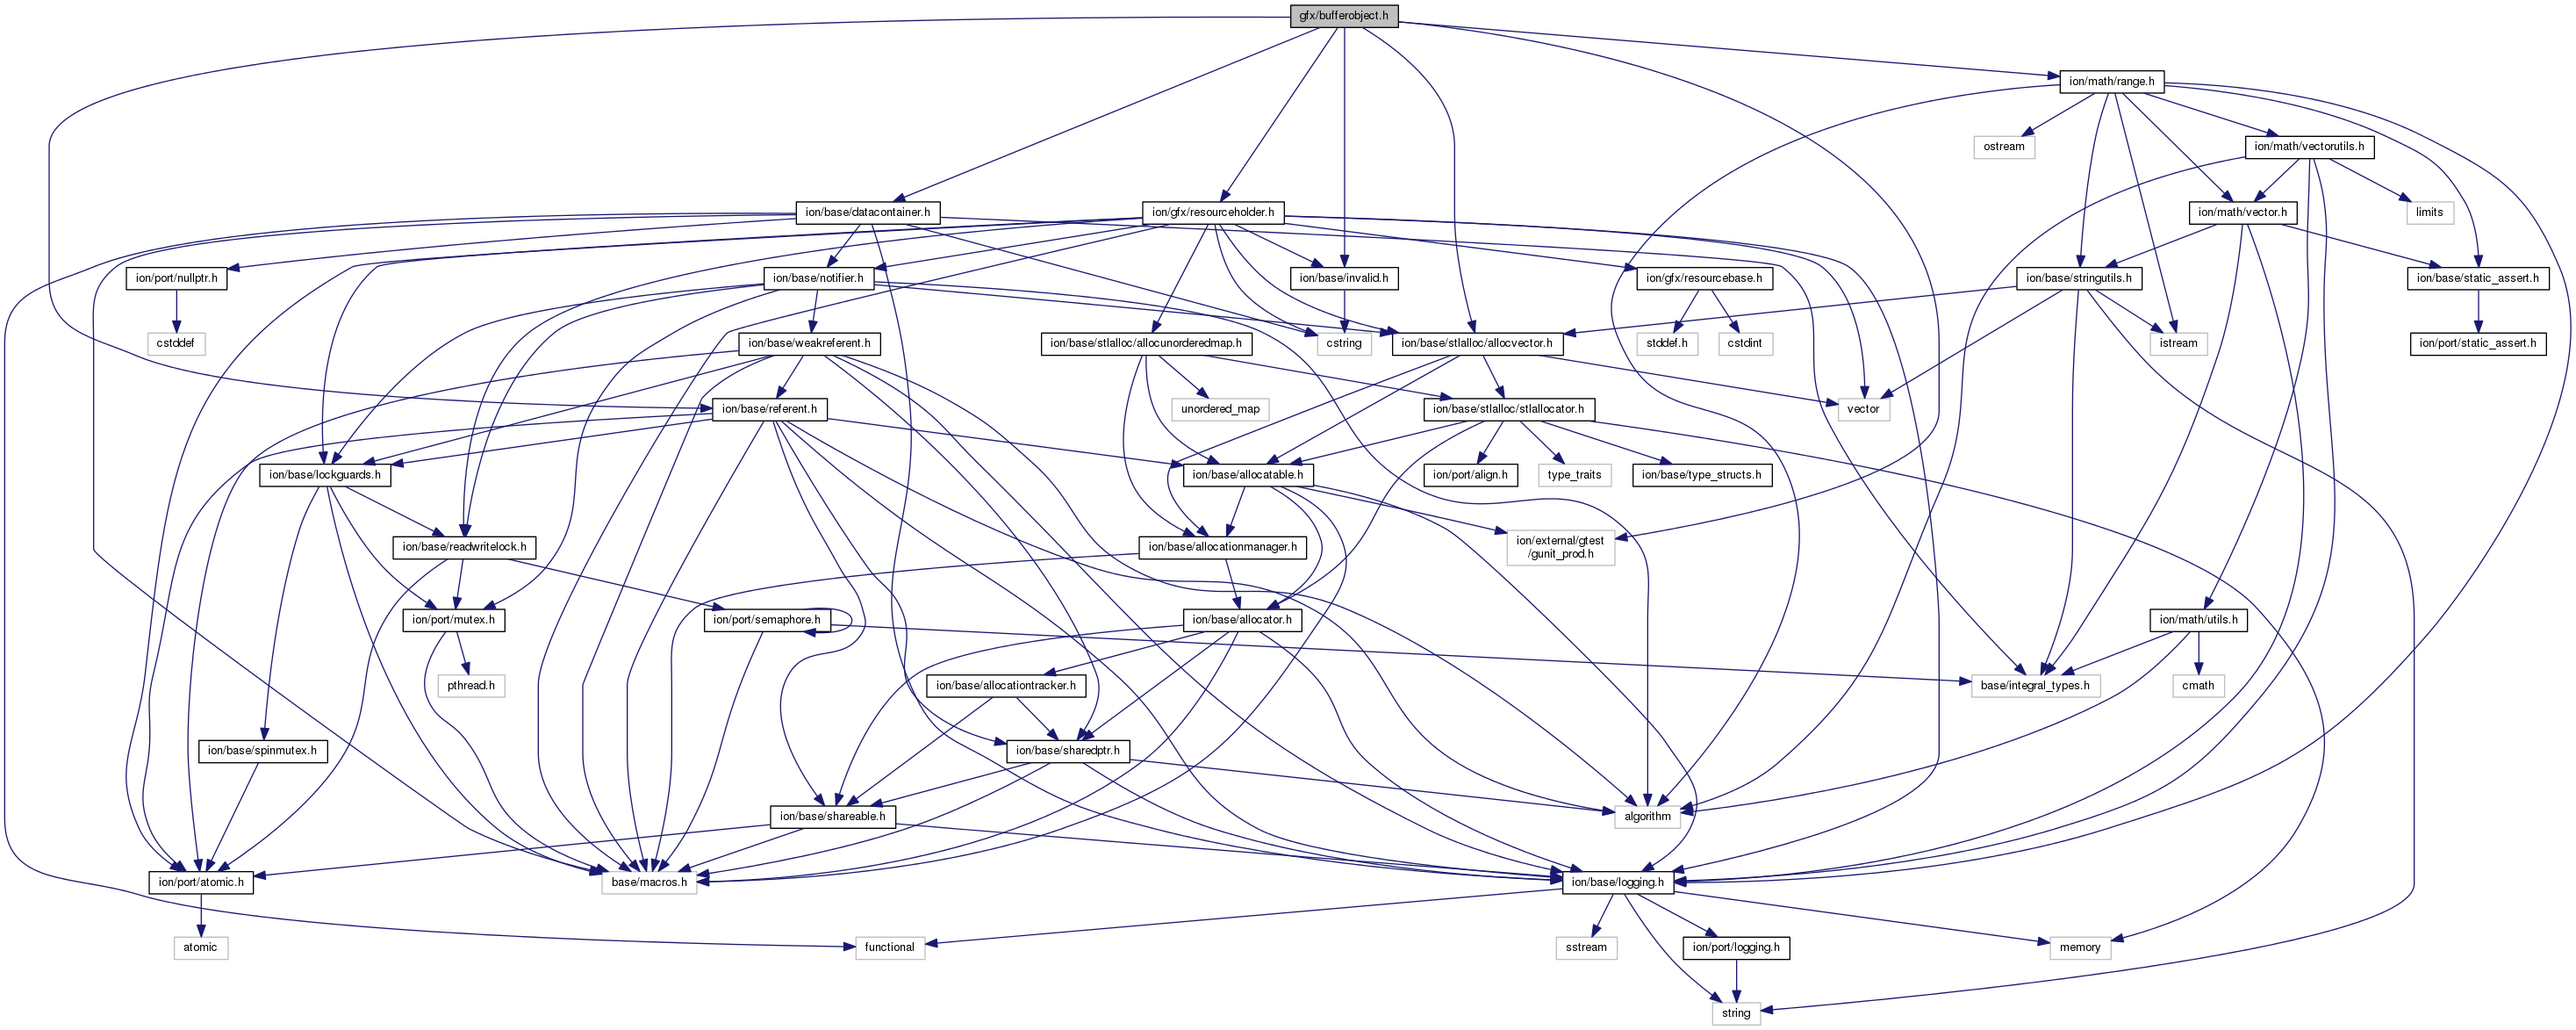 gfx/bufferobject.h
ion/math/range.h
ostream
ion/math/vectorutils.h
ion/base/datacontainer.h
ion/gfx/resourceholder.h
ion/math/vector.h
limits
ion/port/nullptr.h
ion/base/notifier.h
ion/base/invalid.h
ion/gfx/resourcebase.h
ion/base/stringutils.h
ion/base/static_assert.h
cstddef
ion/base/weakreferent.h
ion/base/stlalloc/allocunorderedmap.h
cstring
ion/base/stlalloc/allocvector.h
stddef.h
cstdint
istream
ion/port/static_assert.h
ion/base/referent.h
unordered_map
ion/base/stlalloc/stlallocator.h
vector
ion/base/lockguards.h
ion/base/allocatable.h
ion/port/align.h
type_traits
ion/base/type_structs.h
ion/base/readwritelock.h
ion/base/allocationmanager.h
ion/external/gtest
/gunit_prod.h
ion/port/mutex.h
ion/port/semaphore.h
ion/base/allocator.h
ion/math/utils.h
pthread.h
ion/base/allocationtracker.h
base/integral_types.h
cmath
ion/base/spinmutex.h
ion/base/sharedptr.h
ion/base/shareable.h
algorithm
ion/port/atomic.h
base/macros.h
ion/base/logging.h
atomic
functional
sstream
ion/port/logging.h
memory
string